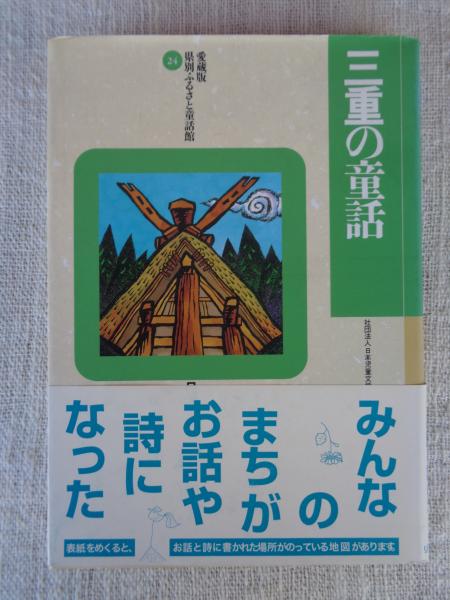 三重の童話
愛蔵版
県別ふるさと童話館
24
社団法人日本児童文
みんな
の
まちが
お話や
詩に
なった
表紙をめくると、お話と詩に書かれた場所がのっている地図があります